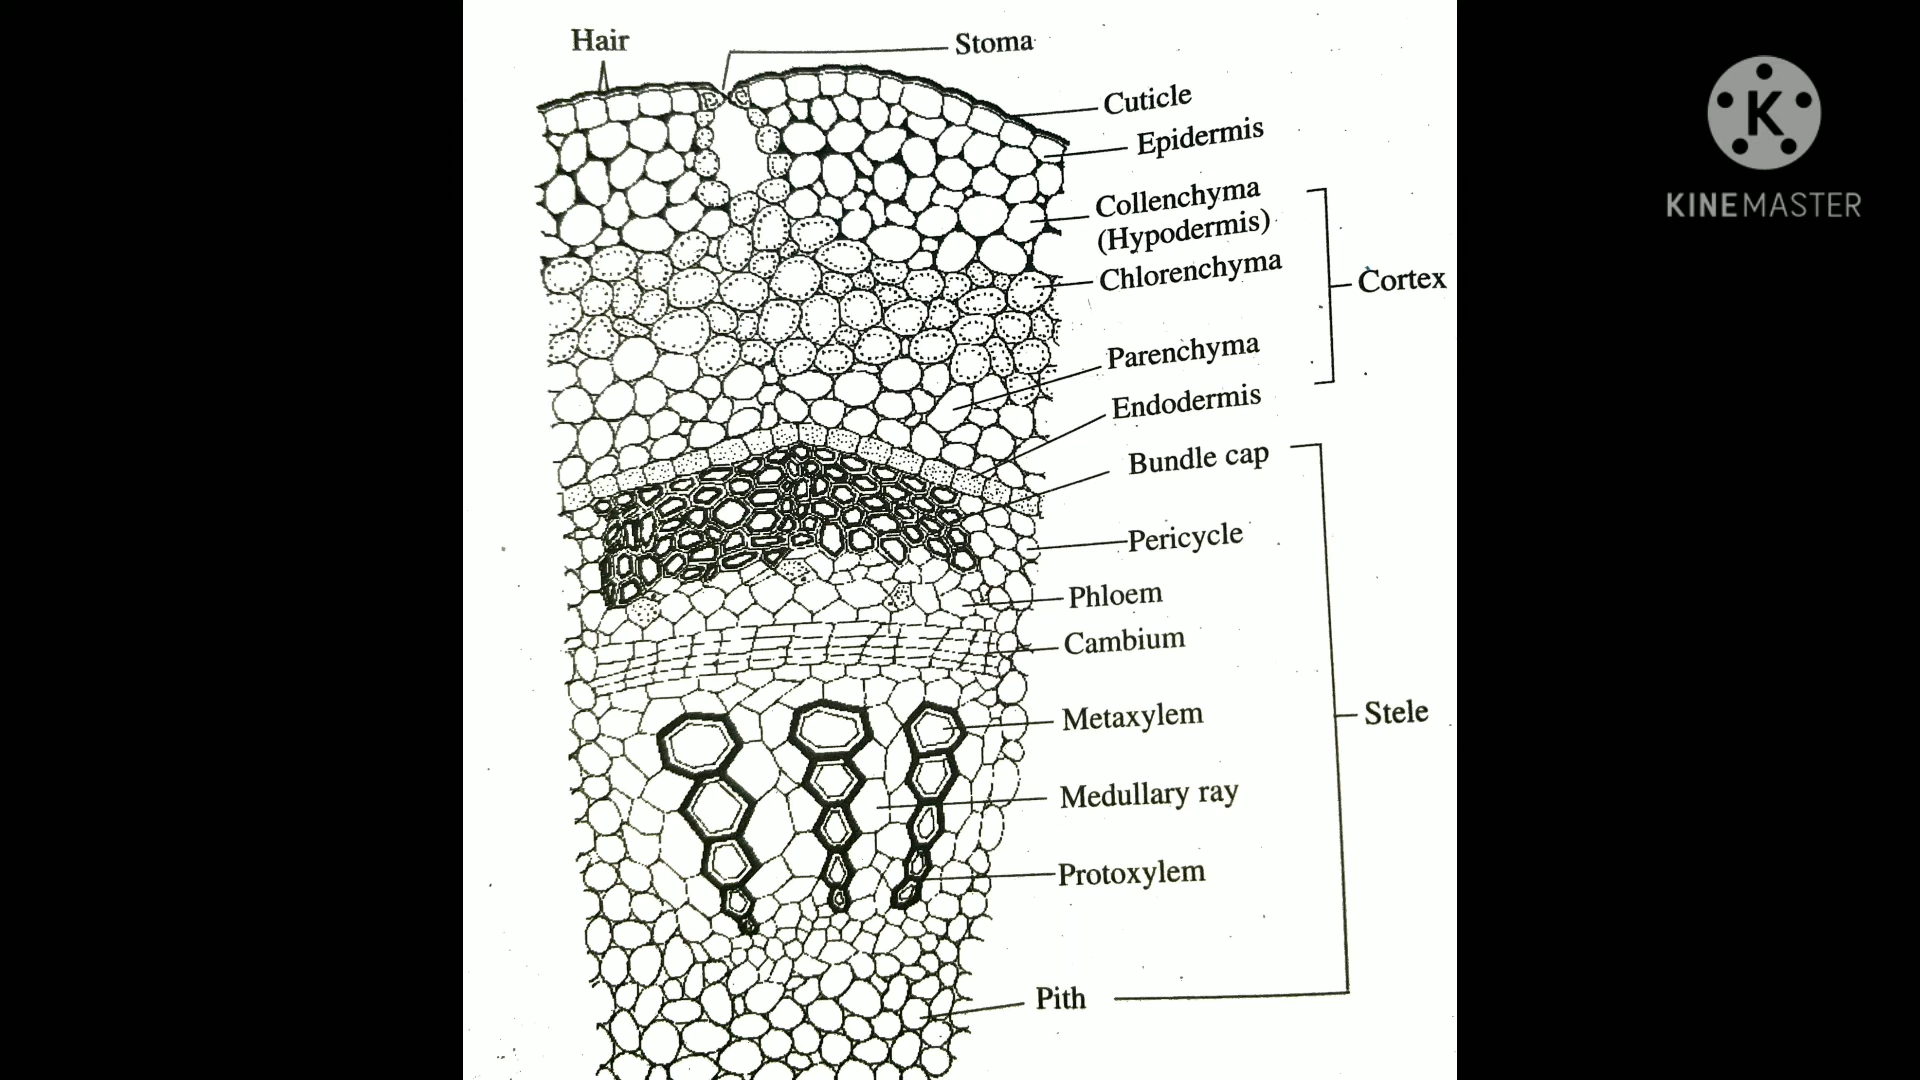 Hair
Stoma
Cuticle
Epidermis
Collenchyma
(Hypodermis)
Chlorenchyma
Cortex
Parenchyma
Endodermis
Bundle cap
Pericycle
Phloem
Cambium
Metaxylem
Stele
Medullary ray
Protoxylem
Pith
K
KINEMASTER